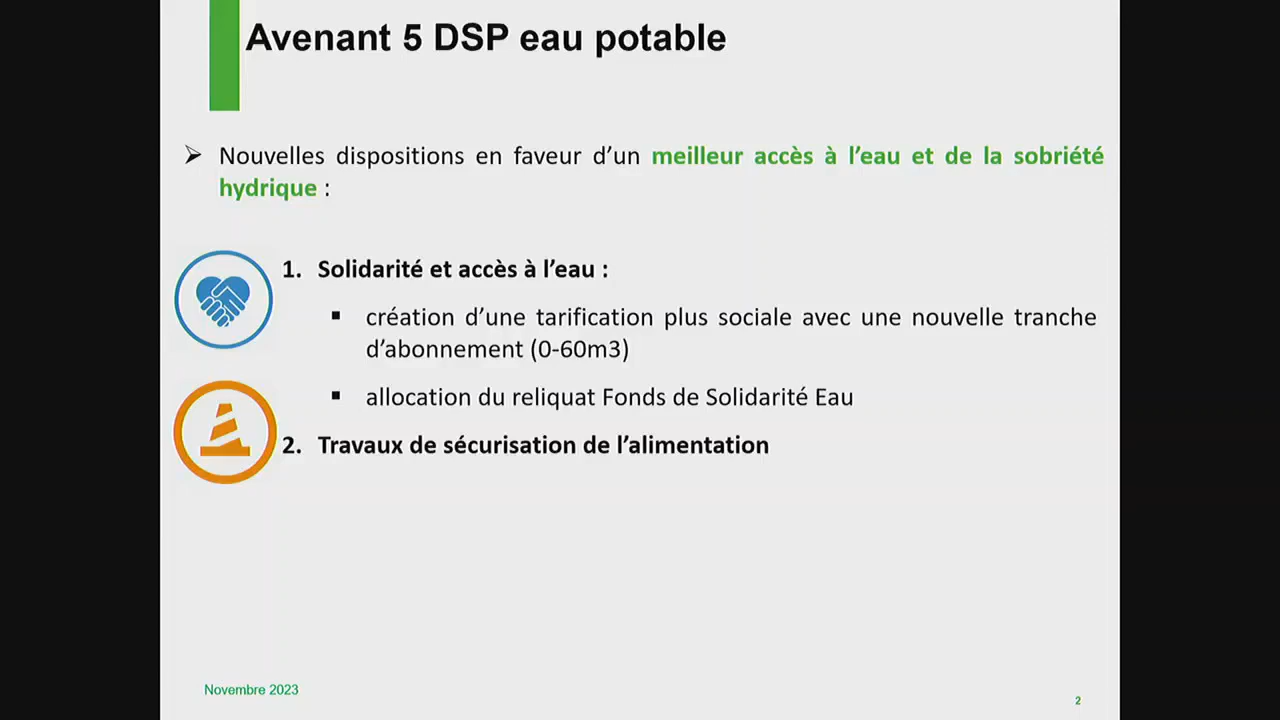 Avenant 5 DSP eau potable
➢ Nouvelles dispositions en faveur d’un meilleur accès à l’eau et de la sobriété
hydrique :
1. Solidarité et accès à l’eau :
▪ création d’une tarification plus sociale avec une nouvelle tranche
d’abonnement (0-60m3)
▪ allocation du reliquat Fonds de Solidarité Eau
2. Travaux de sécurisation de l’alimentation
Novembre 2023
2